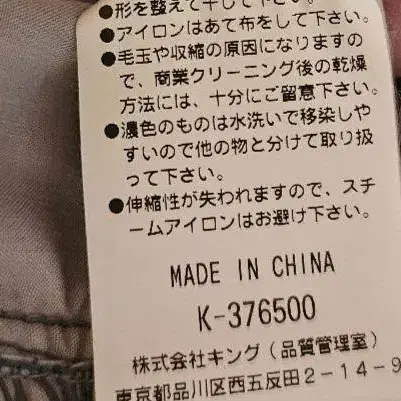 ●形を整えて干して下さい。
●アイロンはあて布をして下さい。
●毛玉や収縮の原因になりますの
で、商業クリーニング後の乾燥
方法には、十分にご留意下さい。
●濃色のものは水洗いで移染しや
すいので他の物と分けて取り扱
って下さい。
●伸縮性が失われますので、スチ
ームアイロンはお避け下さい。
MADE IN CHINA
K-376500
株式会社キング(品質管理室)
東京都品川区西五反田2-14-9